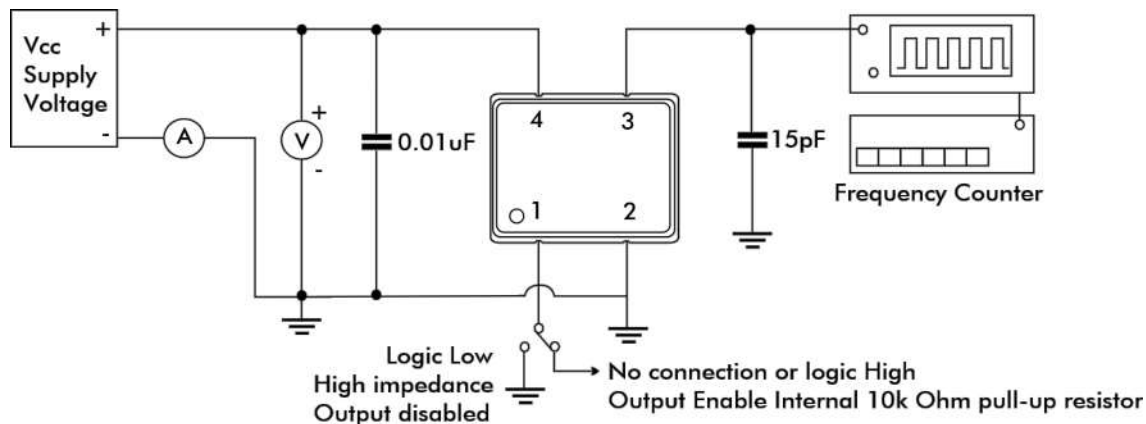 Vcc
Supply
Voltage
+
-
A
+
V
-
0.01uF
4
3
1
2
15pF
Frequency Counter
Logic Low
High impedance
Output disabled
No connection or logic High
Output Enable Internal 10k Ohm pull-up resistor